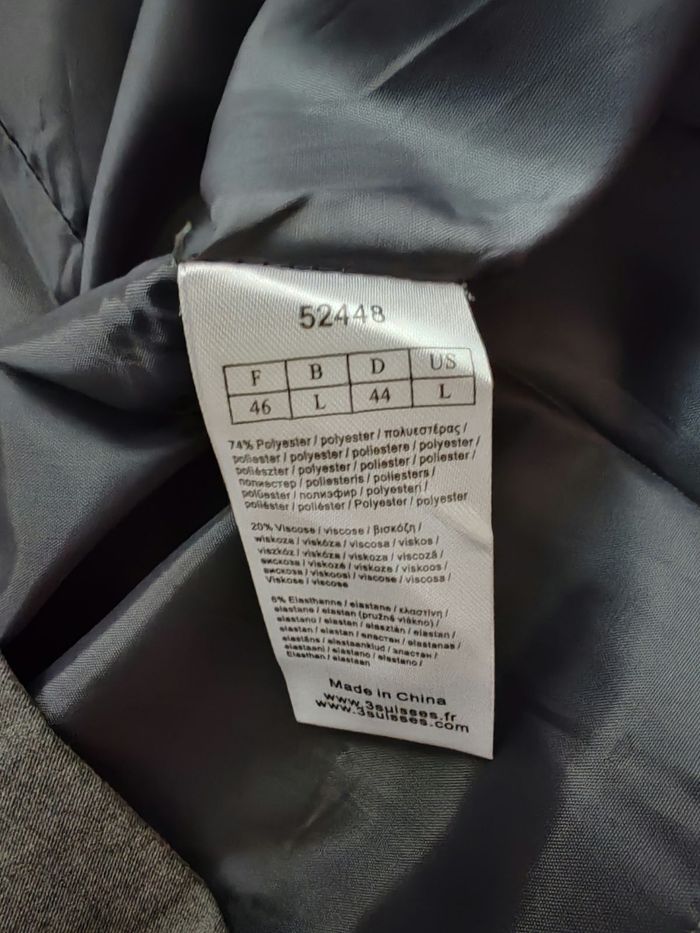 52448
F B D US
46 L 44 L
74% Polyester / polyester / πολυεστέρας /
poliester / polyester / poliestere / polyester /
poliészter / polyester / poliester / poliester /
полиестер / poliesteris / poliesters /
polüester / полиэфир / polyesteri /
poliéster / poliéster / Polyester / polyester
20% Viscose / viscose / βισκόζη /
wiskoza / viskóza / viscosa / viskos /
viszkóz / viskóza / viskoza / viscoză /
вискоза / viskozė / viskoze / viskoos /
вискоза / viskoosi / viscose / viscosa /
Viskose / viscose
6% Elasthanne / elastane / ελαστίνη /
elastane / elastan (pružné vlákno) /
elastano / elastan / elasztán / elastan /
elastan / elastan / еластан / elastanas /
elastāns / elastaanklud / эластан /
elastaani / elastano / elastano /
Elasthan / elastaan
Made in China
www.3suisses.fr
www.3suisses.com